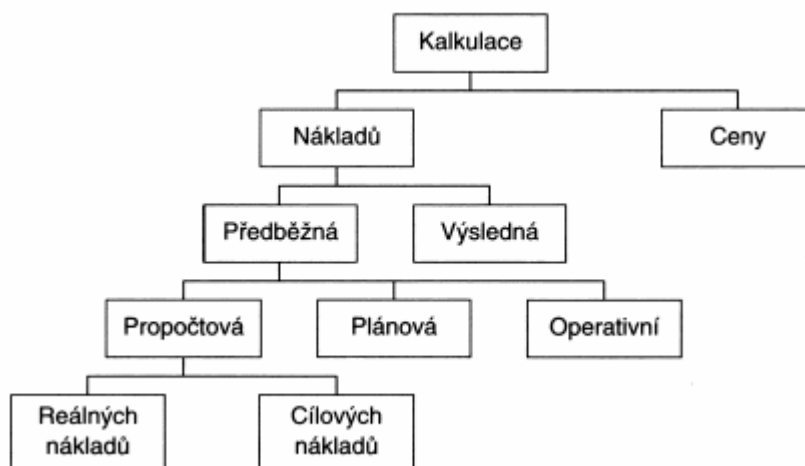 Kalkulace
Nákladů
Ceny
Předběžná
Výsledná
Propočtová
Plánová
Operativní
Reálných
nákladů
Cílových
nákladů